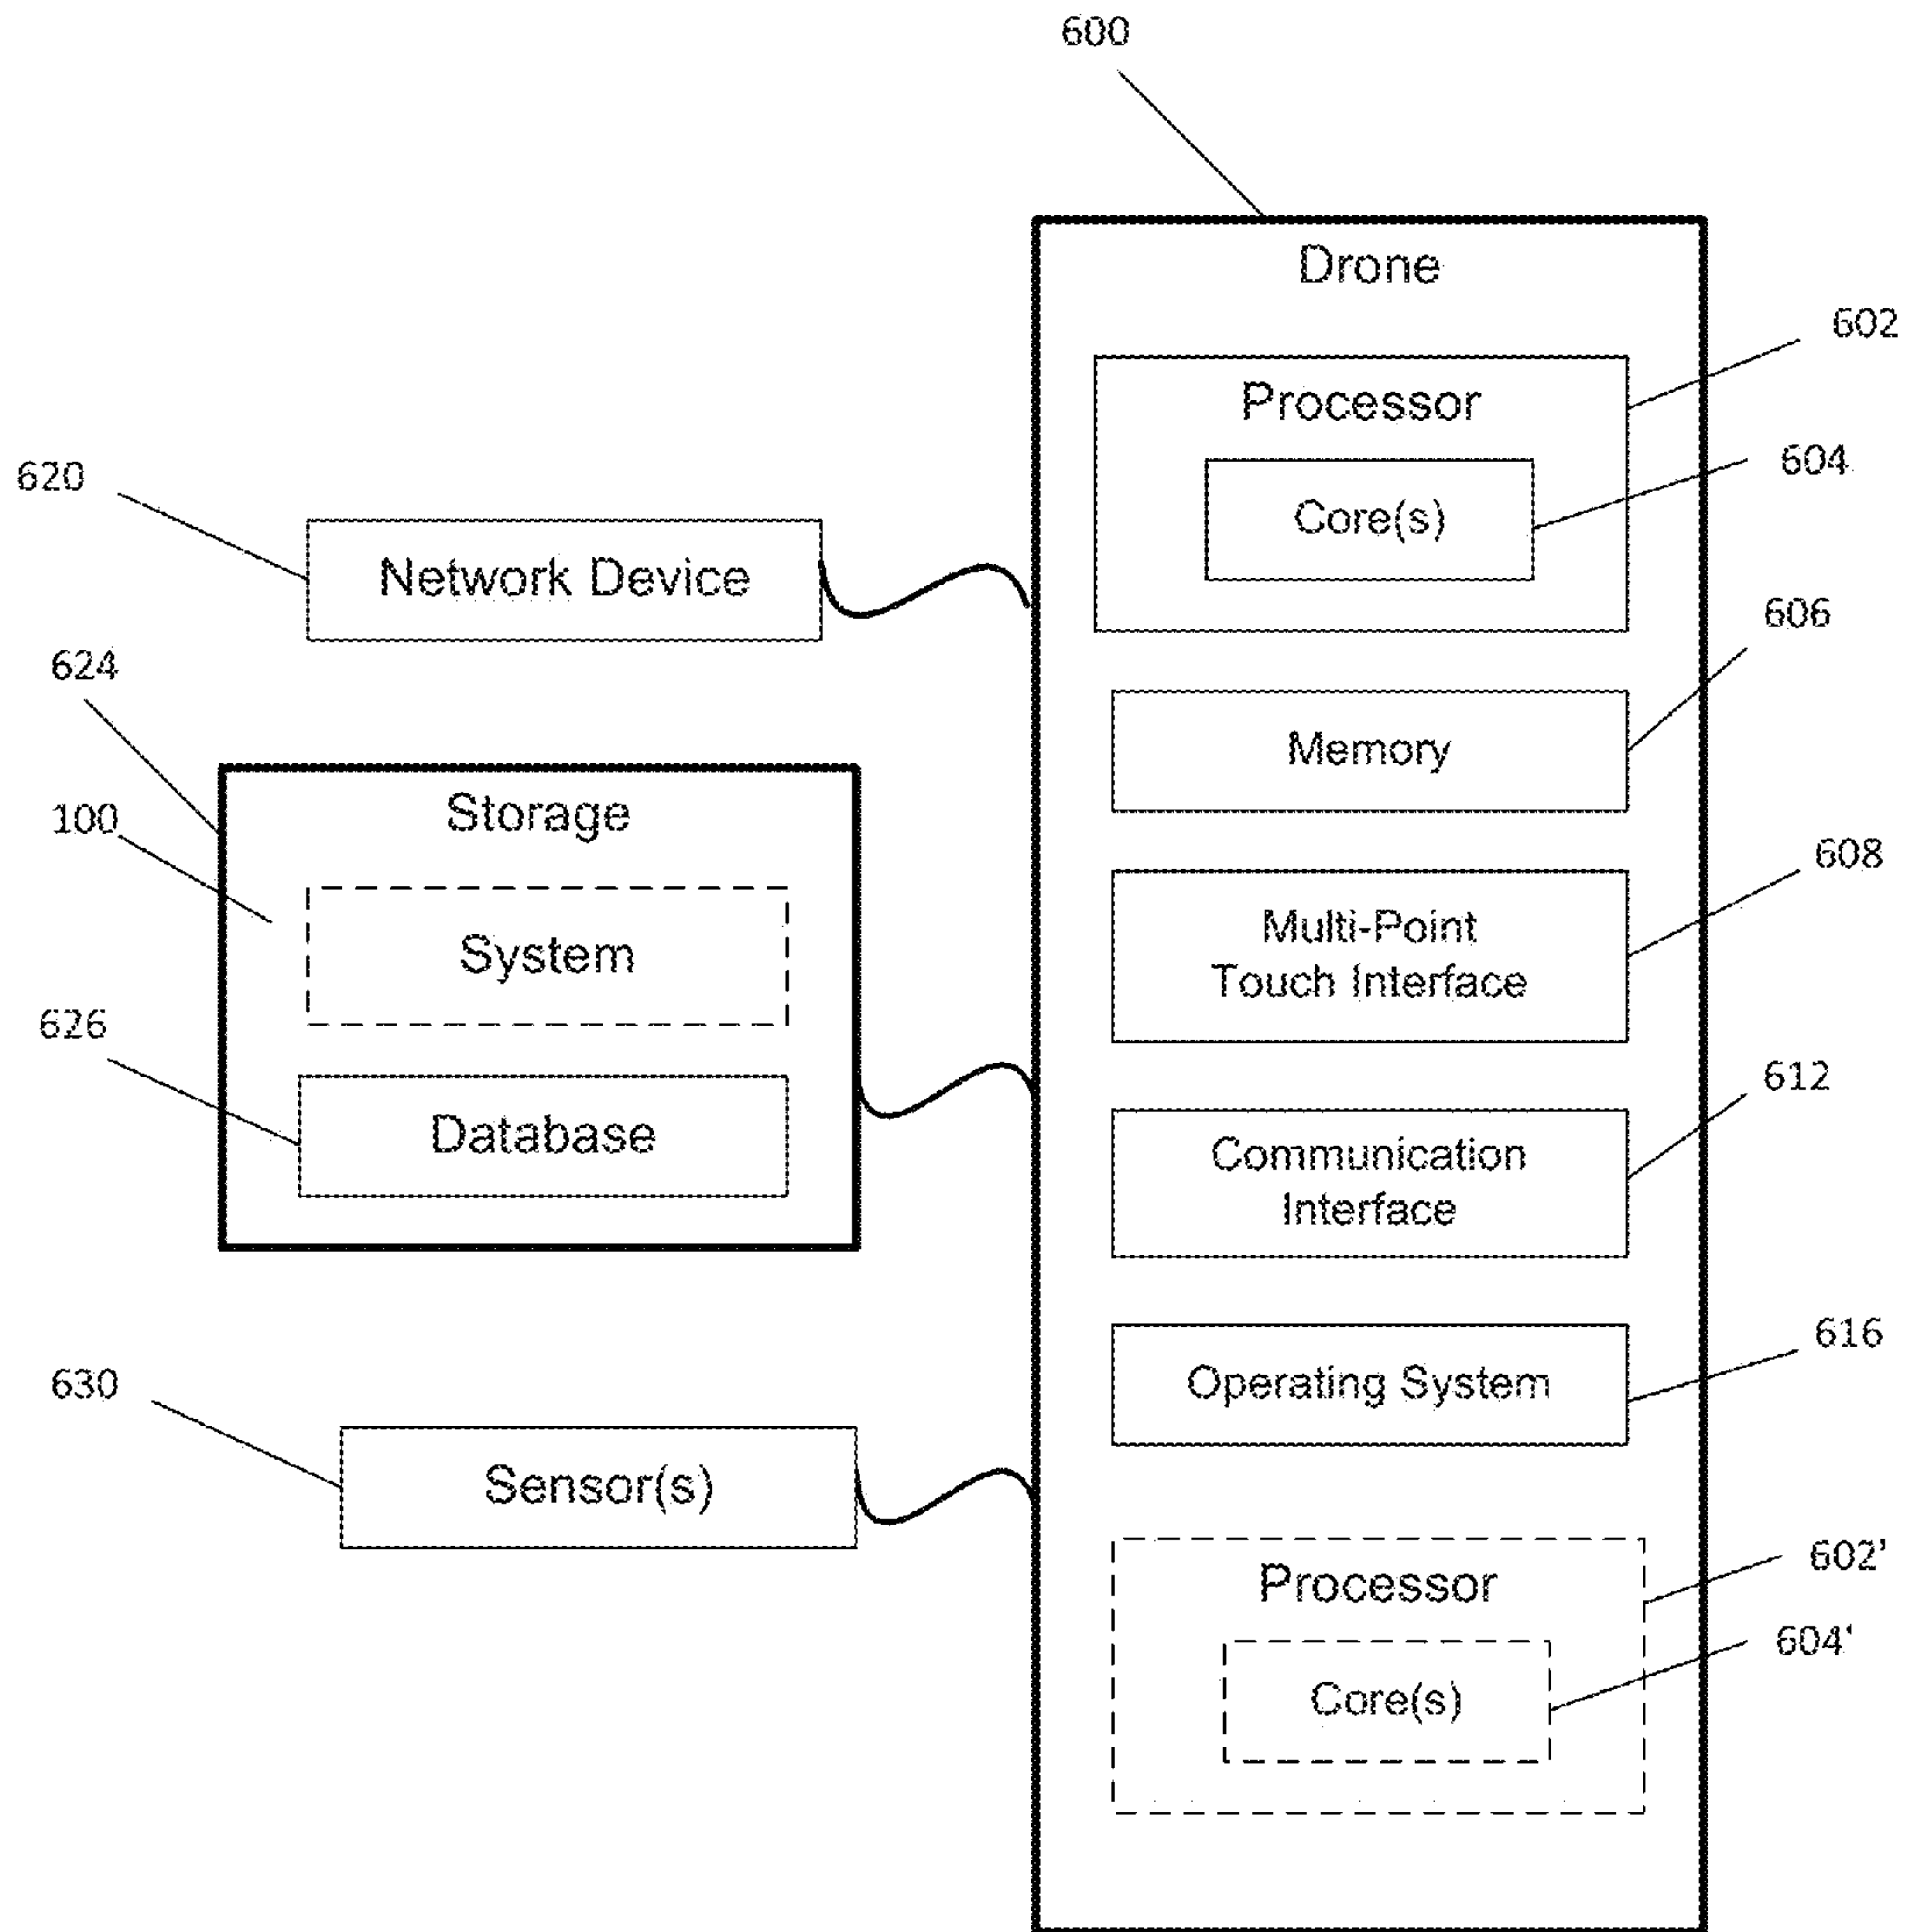 600
Drone
602
Processor
604
Core(s)
620
Network Device
606
Memory
624
Storage
100
System
608
Multi-Point
Touch Interface
626
Database
612
Communication
Interface
616
Operating System
630
Sensor(s)
602'
Processor
604'
Core(s)